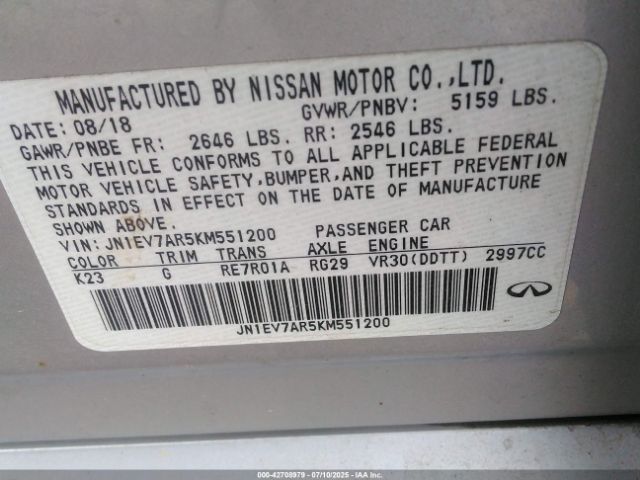 MANUFACTURED BY NISSAN MOTOR CO.,LTD.
DATE: 08/18 GVWR/PNBV: 5159 LBS.
GAWR/PNBE FR: 2646 LBS. RR: 2546 LBS.
THIS VEHICLE CONFORMS TO ALL APPLICABLE FEDERAL
MOTOR VEHICLE SAFETY,BUMPER,AND THEFT PREVENTION
STANDARDS IN EFFECT ON THE DATE OF MANUFACTURE
SHOWN ABOVE.
VIN: JN1EV7AR5KM551200 PASSENGER CAR
COLOR TRIM TRANS AXLE ENGINE
K23 G RE7R01A RG29 VR30(DDTT) 2997CC
JN1EV7AR5KM551200
INFINITI
000-42708979 - 07/10/2025 - IAA Corp.